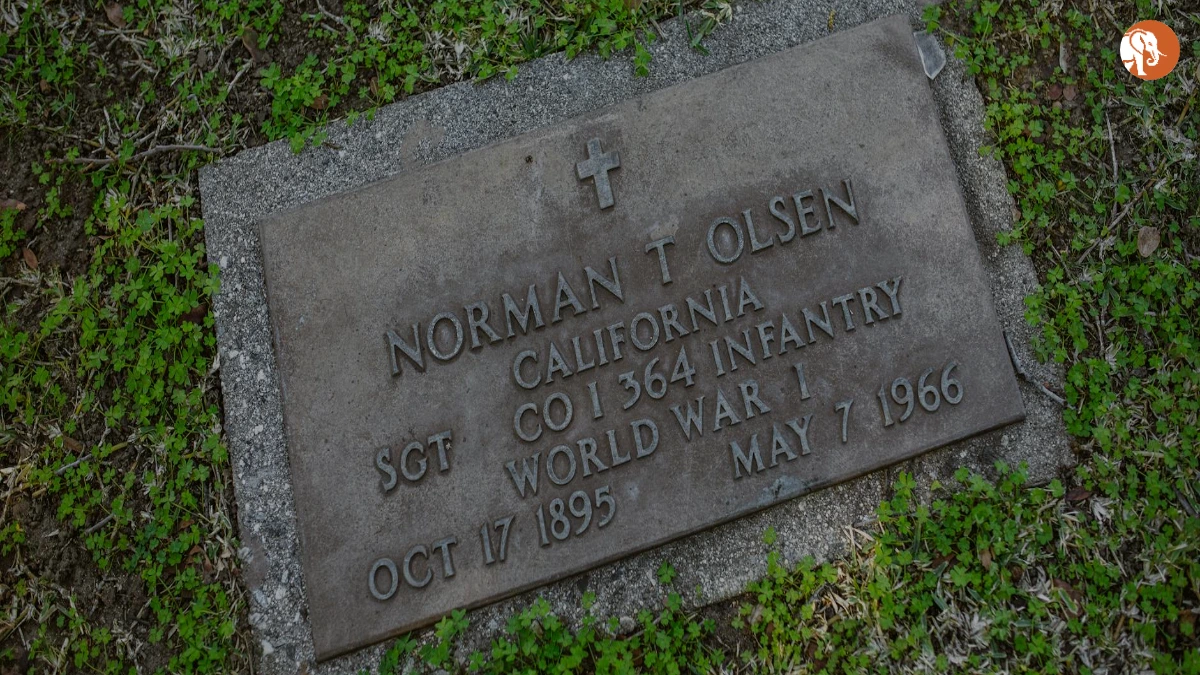 NORMAN T OLSEN
CALIFORNIA
SGT CO I 364 INFANTRY
WORLD WAR I
OCT 17 1895 MAY 7 1966